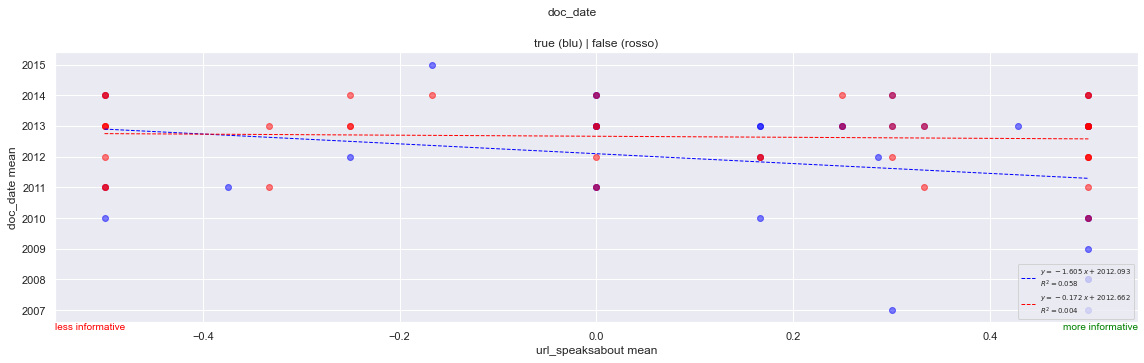 doc_date
true (blu) | false (rosso)
doc_date mean
2015
2014
2013
2012
2011
2010
2009
2008
2007
y = −1.605 x + 2012.093
R² = 0.058
y = −0.172 x + 2012.662
R² = 0.004
less informative
more informative
−0.4
−0.2
0.0
0.2
0.4
url_speaksabout mean